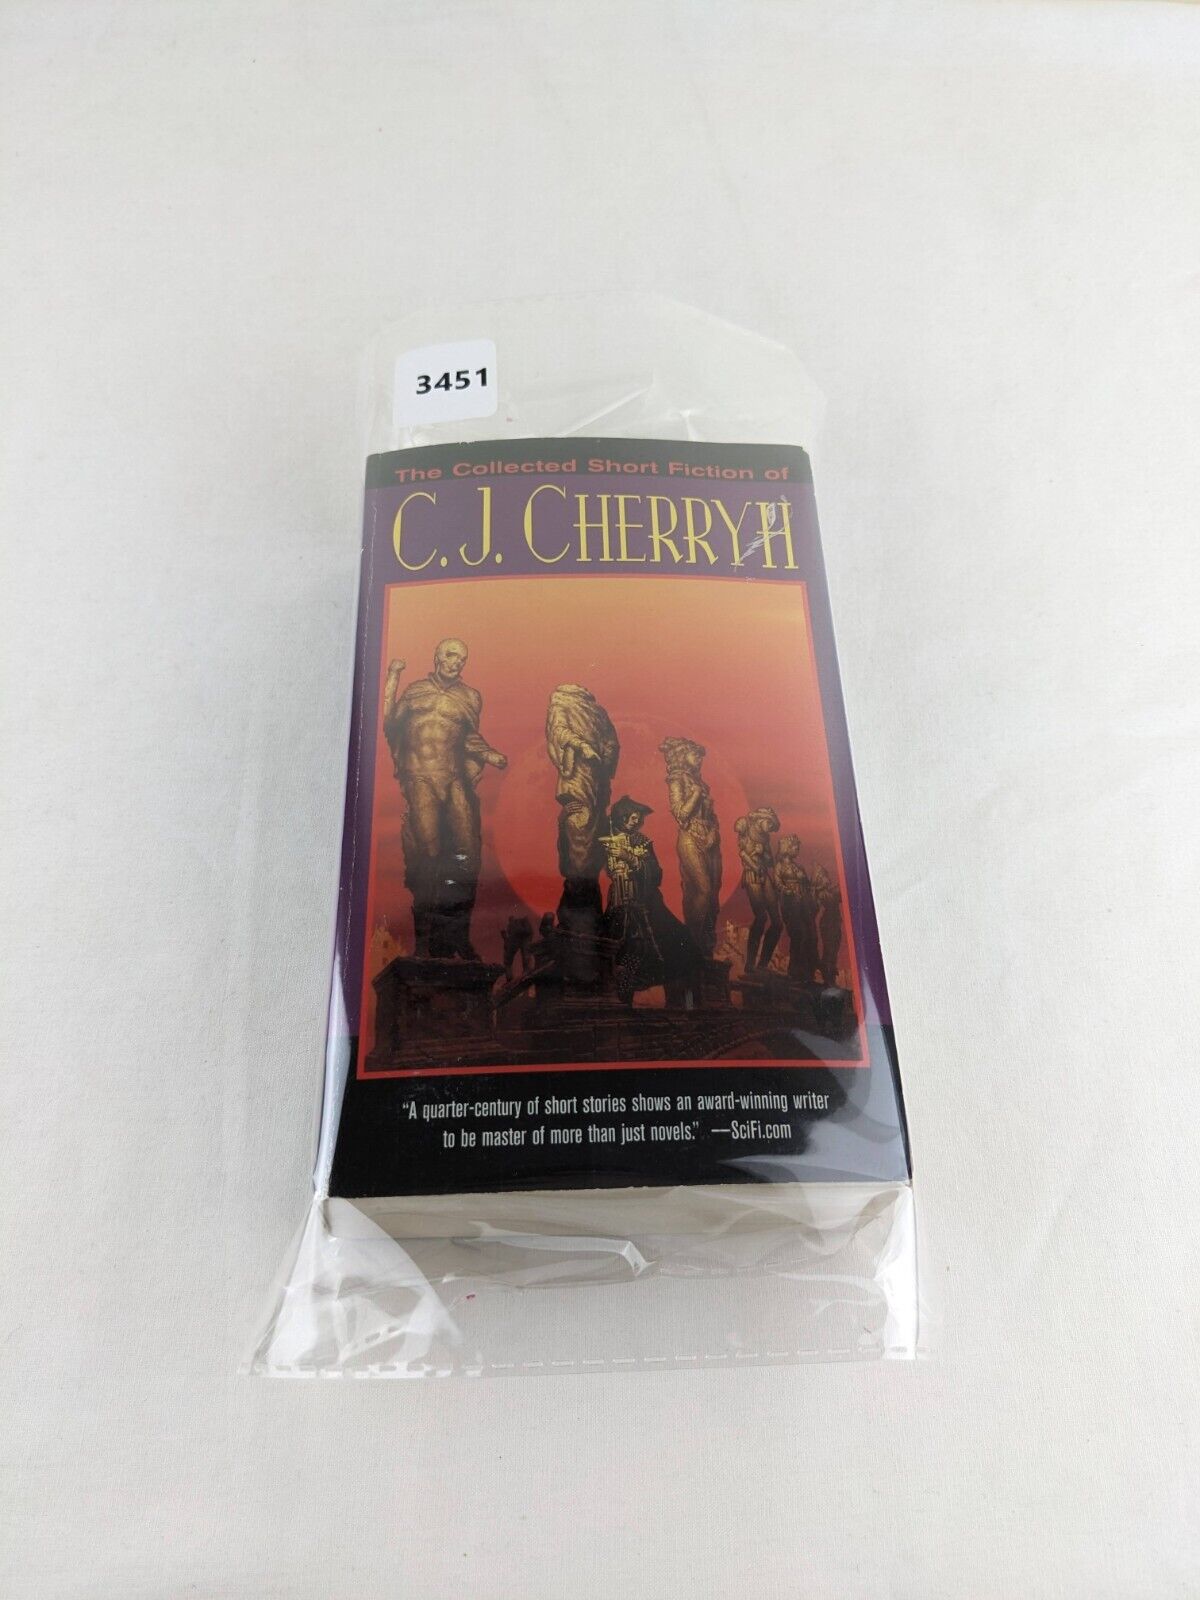 3451
The Collected Short Fiction of
C.J. CHERRYH
“A quarter-century of short stories shows an award-winning writer
to be master of more than just novels.” —SciFi.com